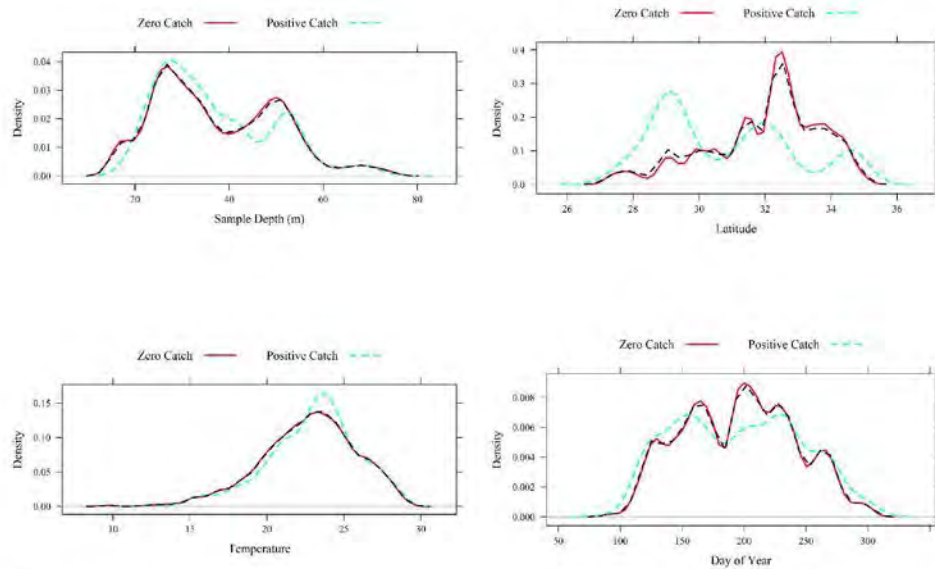 Zero Catch Positive Catch
Density
0.04
0.03
0.02
0.01
0.00
20 40 60 80
Sample Depth (m)
Zero Catch Positive Catch
Density
0.4
0.3
0.2
0.1
0.0
26 28 30 32 34 36
Latitude
Zero Catch Positive Catch
Density
0.15
0.10
0.05
0.00
10 15 20 25 30
Temperature
Zero Catch Positive Catch
Density
0.008
0.006
0.004
0.002
0.000
50 100 150 200 250 300
Day of Year